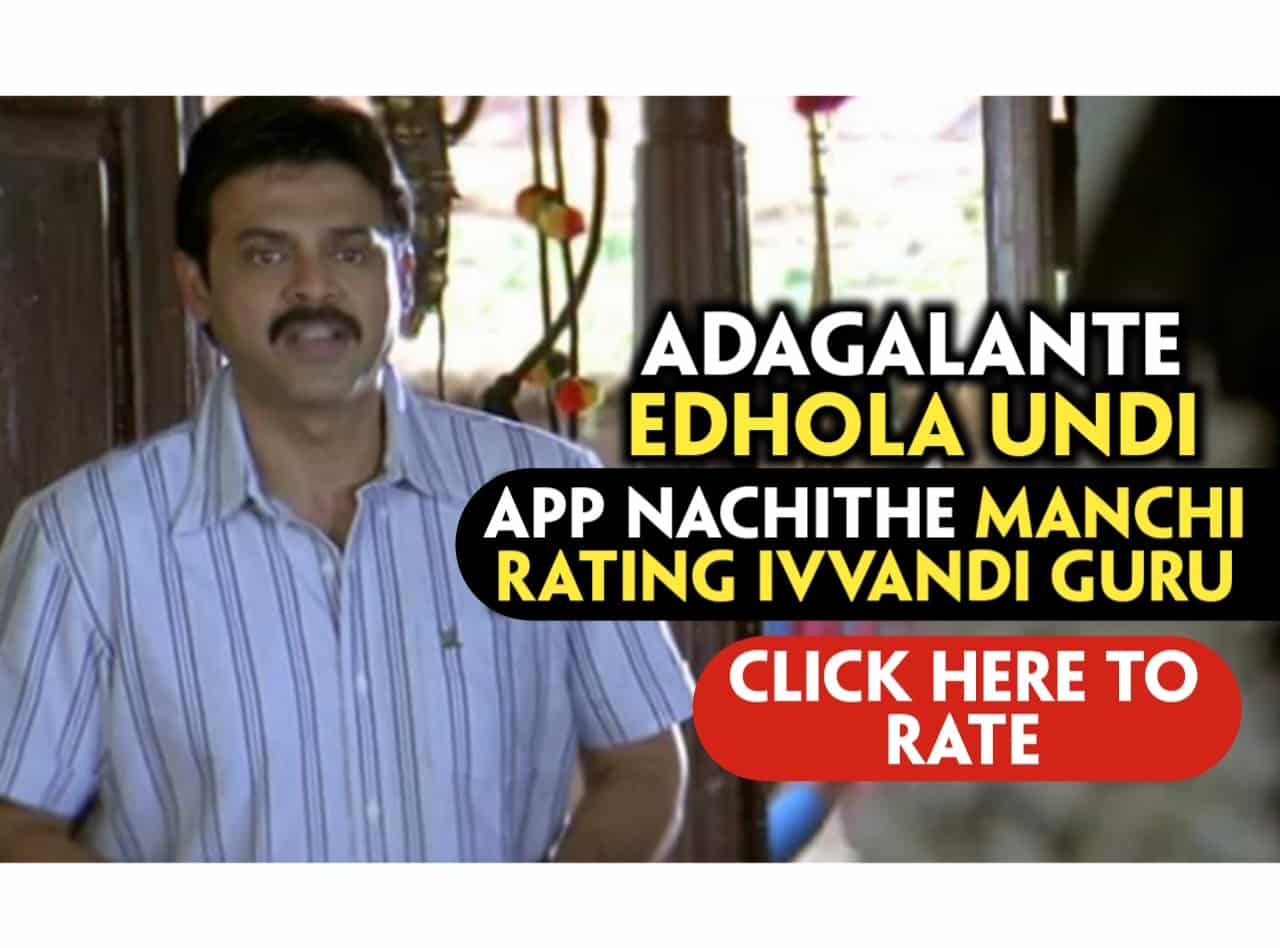 ADAGALANTE
EDHOLA UNDI
APP NACHITHE MANCHI
RATING IVVANDI GURU
CLICK HERE TO
RATE